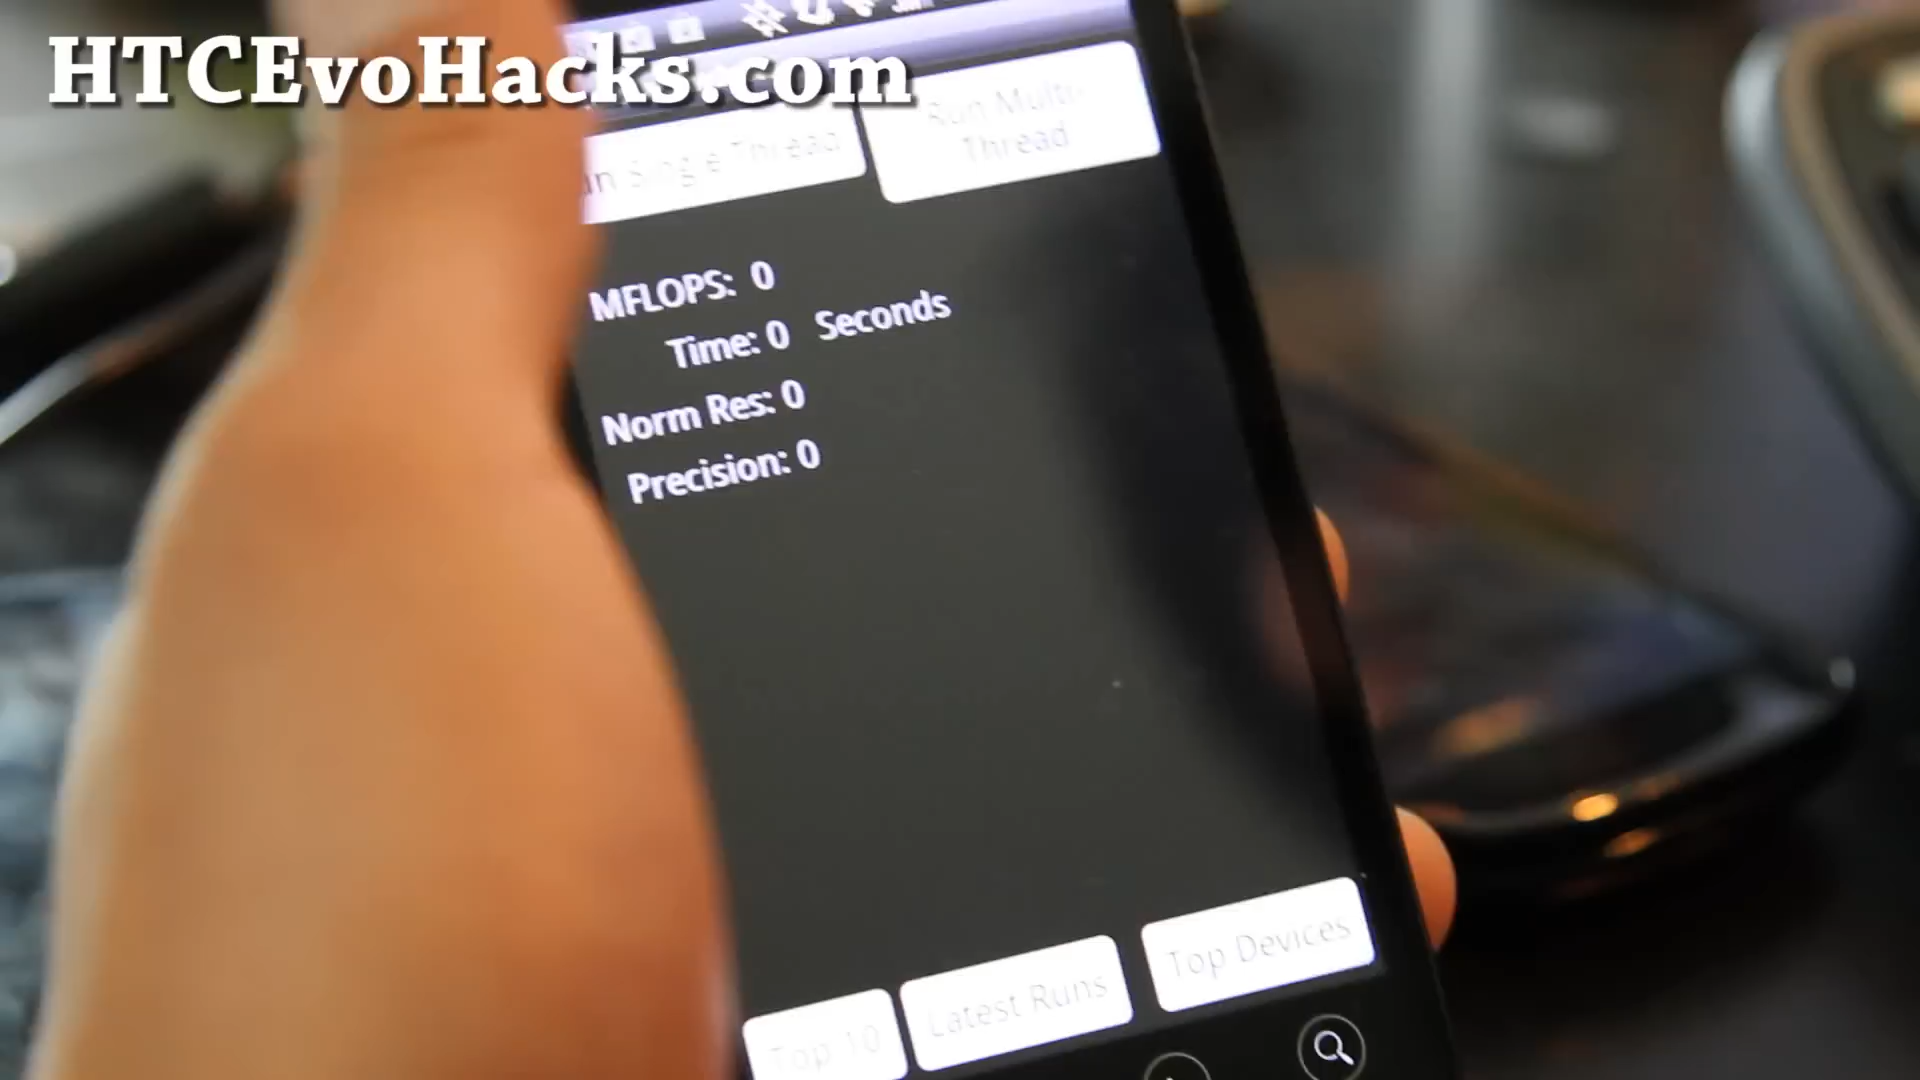 HTCEvoHacks.com
un Single Thread
Run Multi-
Thread
MFLOPS: 0
Time: 0 Seconds
Norm Res: 0
Precision: 0
Top 10
Latest Runs
Top Devices